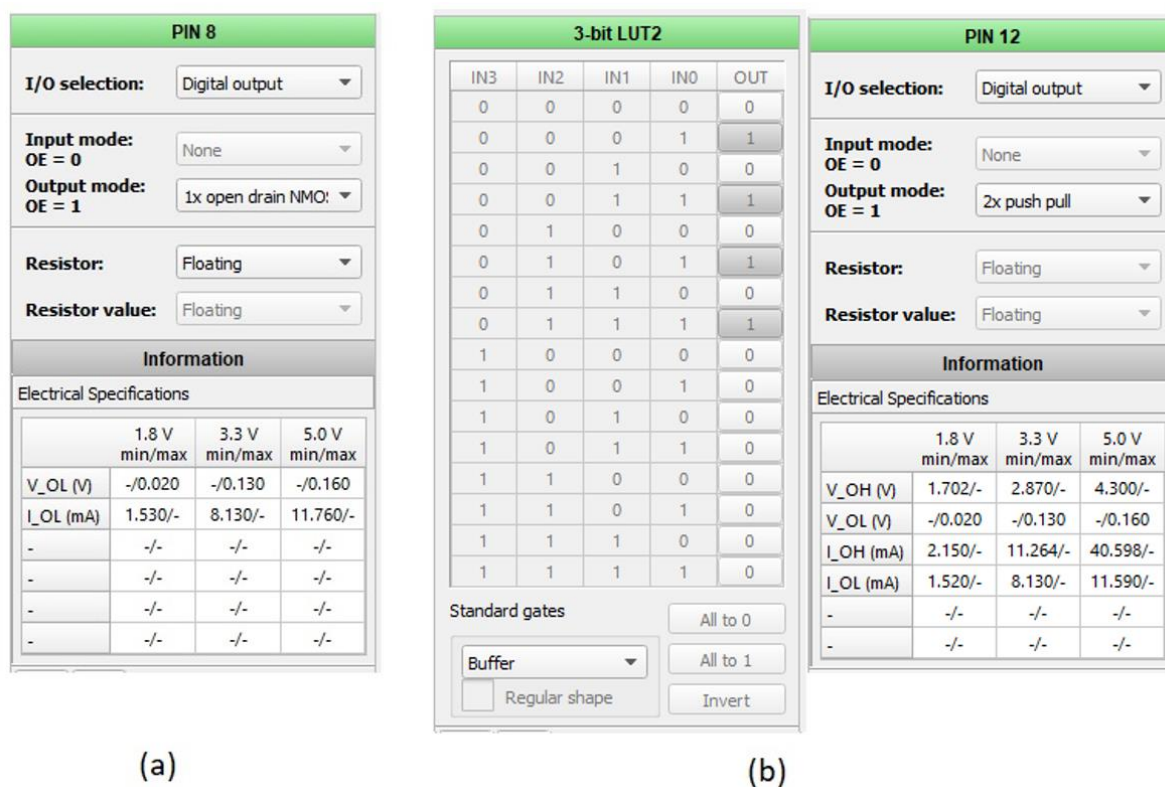 PIN 8
I/O selection: Digital output
Input mode:
OE = 0 None
Output mode:
OE = 1 1x open drain NMO:
Resistor: Floating
Resistor value: Floating
Information
Electrical Specifications
1.8 V min/max 3.3 V min/max 5.0 V min/max
V_OL (V) -/0.020 -/0.130 -/0.160
I_OL (mA) 1.530/- 8.130/- 11.760/-
- -/- -/- -/-
- -/- -/- -/-
- -/- -/- -/-
- -/- -/- -/-
(a)
3-bit LUT2
IN3 IN2 IN1 IN0 OUT
0 0 0 0 0
0 0 0 1 1
0 0 1 0 0
0 0 1 1 1
0 1 0 0 0
0 1 0 1 1
0 1 1 0 0
0 1 1 1 1
1 0 0 0 0
1 0 0 1 0
1 0 1 0 0
1 0 1 1 0
1 1 0 0 0
1 1 0 1 0
1 1 1 0 0
1 1 1 1 0
Standard gates All to 0
Buffer All to 1
Regular shape Invert
PIN 12
I/O selection: Digital output
Input mode:
OE = 0 None
Output mode:
OE = 1 2x push pull
Resistor: Floating
Resistor value: Floating
Information
Electrical Specifications
1.8 V min/max 3.3 V min/max 5.0 V min/max
V_OH (V) 1.702/- 2.870/- 4.300/-
V_OL (V) -/0.020 -/0.130 -/0.160
I_OH (mA) 2.150/- 11.264/- 40.598/-
I_OL (mA) 1.520/- 8.130/- 11.590/-
- -/- -/- -/-
- -/- -/- -/-
(b)